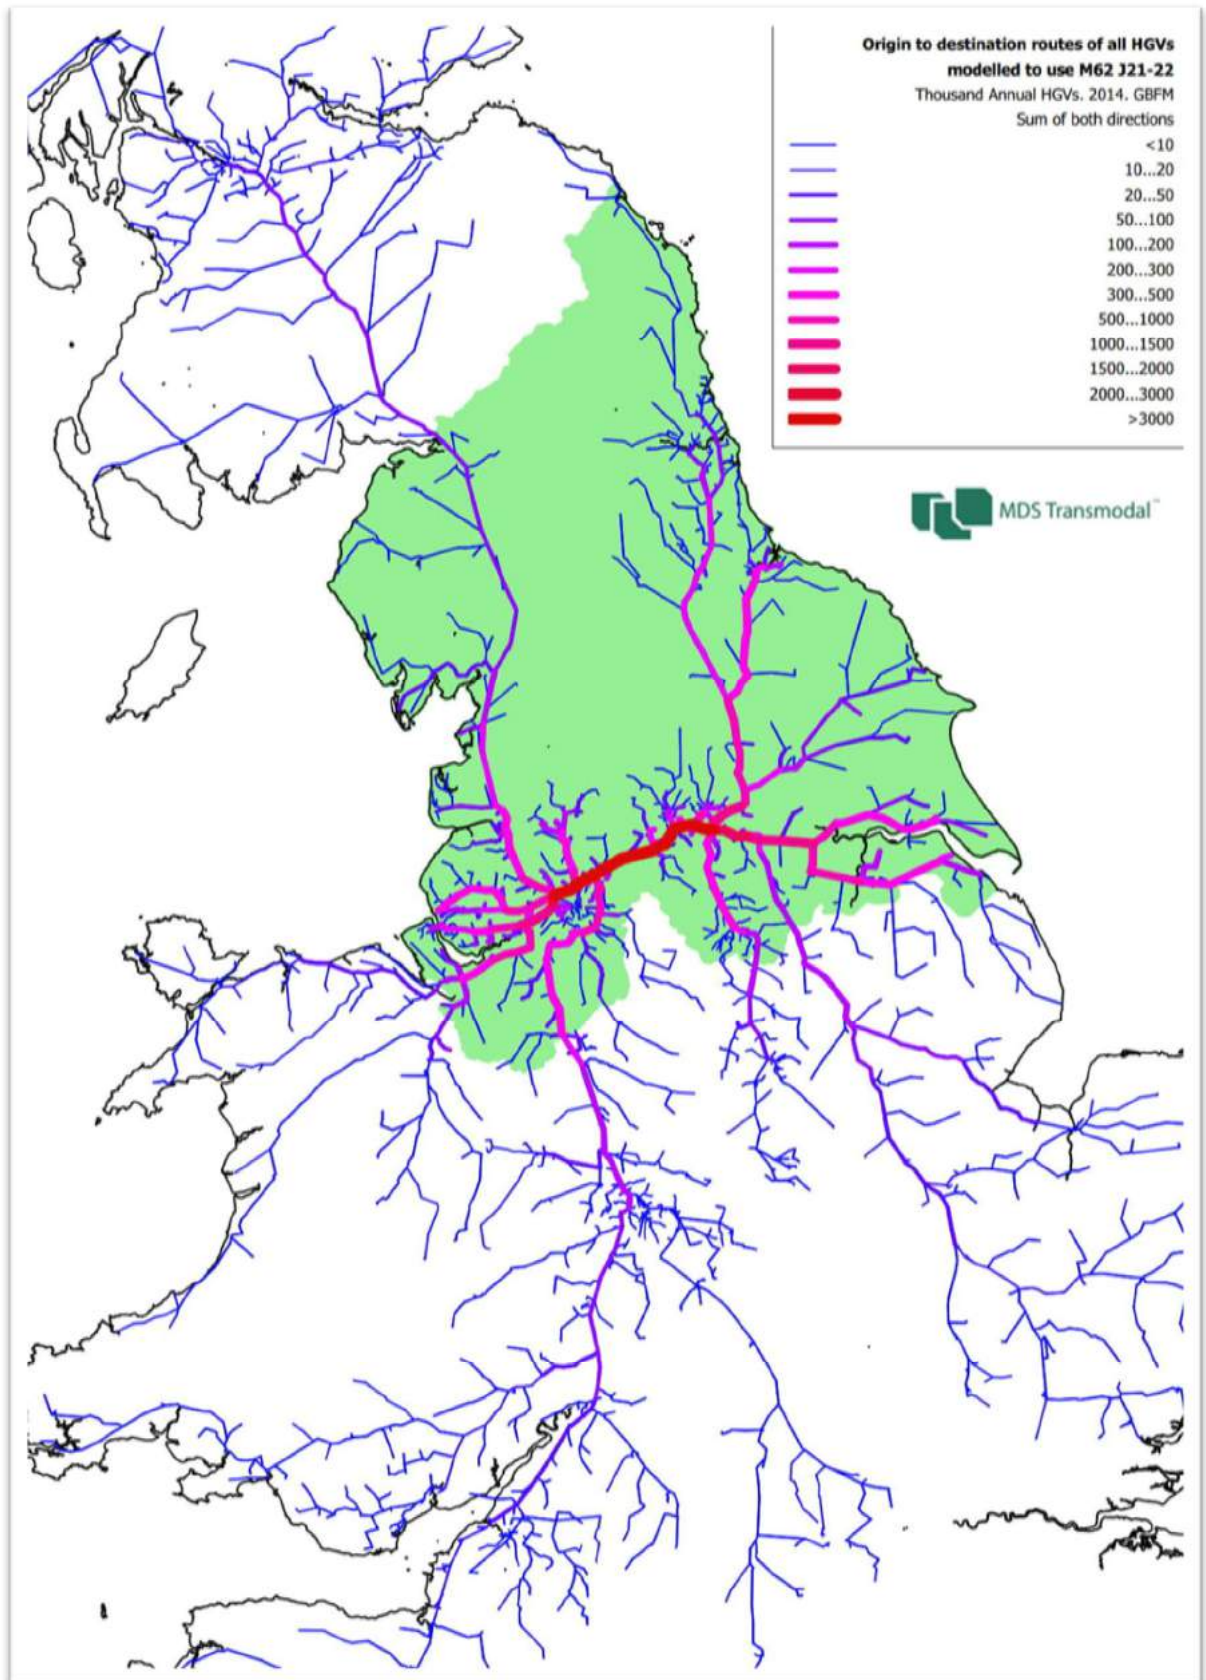 Origin to destination routes of all HGVs
modelled to use M62 J21-22
Thousand Annual HGVs. 2014. GBFM
Sum of both directions
<10
10...20
20...50
50...100
100...200
200...300
300...500
500...1000
1000...1500
1500...2000
2000...3000
>3000
MDS Transmodal™